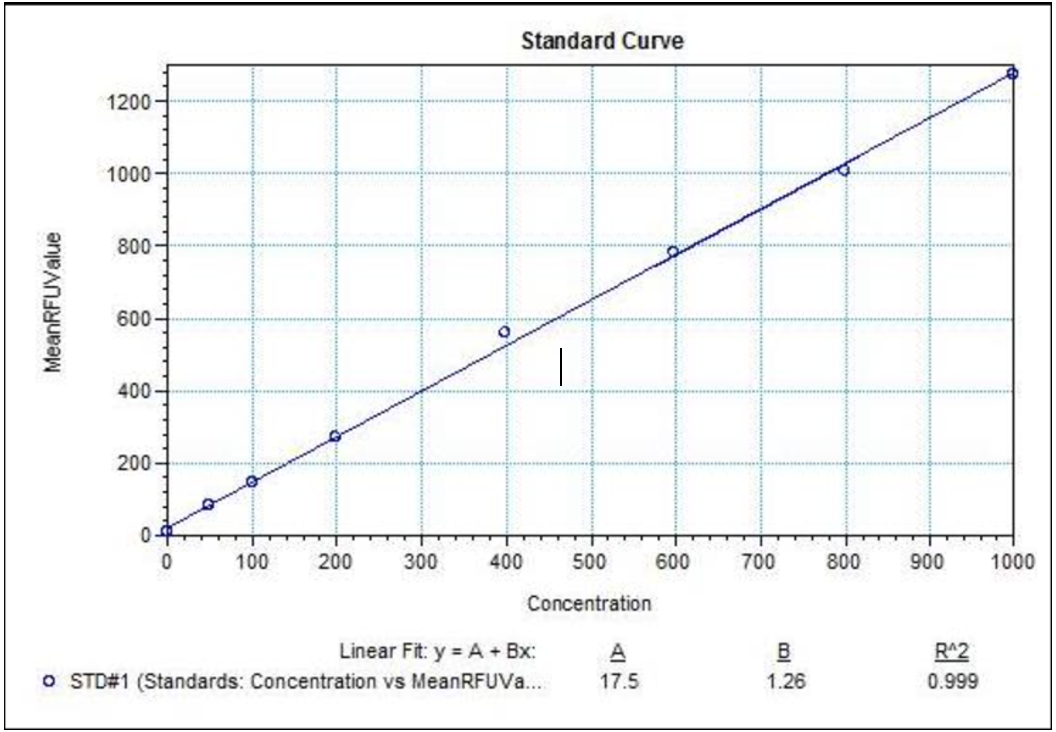 Standard Curve
1200
1000
800
600
400
200
0
MeanRFUValue
0 100 200 300 400 500 600 700 800 900 1000
Concentration
Linear Fit: y = A + Bx: A B R^2
STD#1 (Standards: Concentration vs MeanRFUVa... 17.5 1.26 0.999